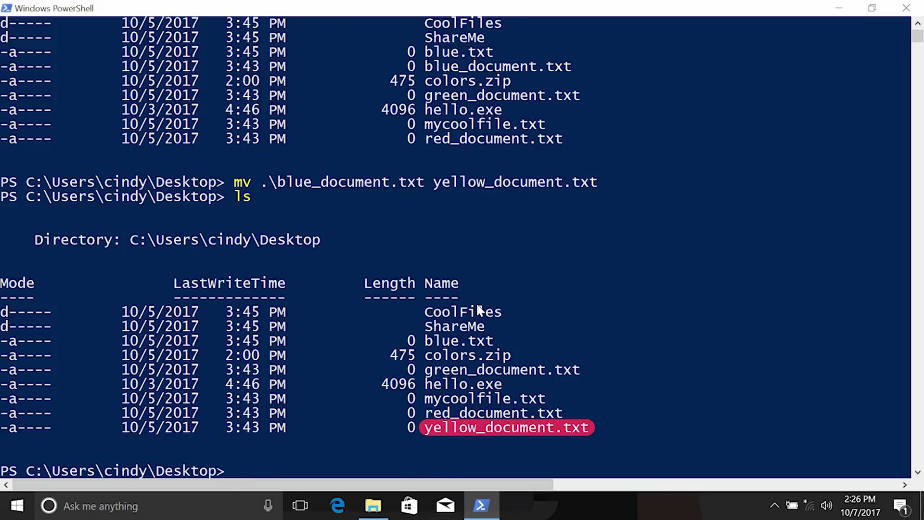 Windows PowerShell
d----- 10/5/2017 3:45 PM CoolFiles
d----- 10/5/2017 3:45 PM ShareMe
-a---- 10/5/2017 3:45 PM 0 blue.txt
-a---- 10/5/2017 3:43 PM 0 blue_document.txt
-a---- 10/5/2017 2:00 PM 475 colors.zip
-a---- 10/5/2017 3:43 PM 0 green_document.txt
-a---- 10/3/2017 4:46 PM 4096 hello.exe
-a---- 10/5/2017 3:43 PM 0 mycoolfile.txt
-a---- 10/5/2017 3:43 PM 0 red_document.txt
PS C:\Users\cindy\Desktop> mv .\blue_document.txt yellow_document.txt
PS C:\Users\cindy\Desktop> ls
Directory: C:\Users\cindy\Desktop
Mode LastWriteTime Length Name
---- ------------- ------ ----
d----- 10/5/2017 3:45 PM CoolFiles
d----- 10/5/2017 3:45 PM ShareMe
-a---- 10/5/2017 3:45 PM 0 blue.txt
-a---- 10/5/2017 2:00 PM 475 colors.zip
-a---- 10/5/2017 3:43 PM 0 green_document.txt
-a---- 10/3/2017 4:46 PM 4096 hello.exe
-a---- 10/5/2017 3:43 PM 0 mycoolfile.txt
-a---- 10/5/2017 3:43 PM 0 red_document.txt
-a---- 10/5/2017 3:43 PM 0 yellow_document.txt
PS C:\Users\cindy\Desktop>
Ask me anything
2:26 PM
10/7/2017
1